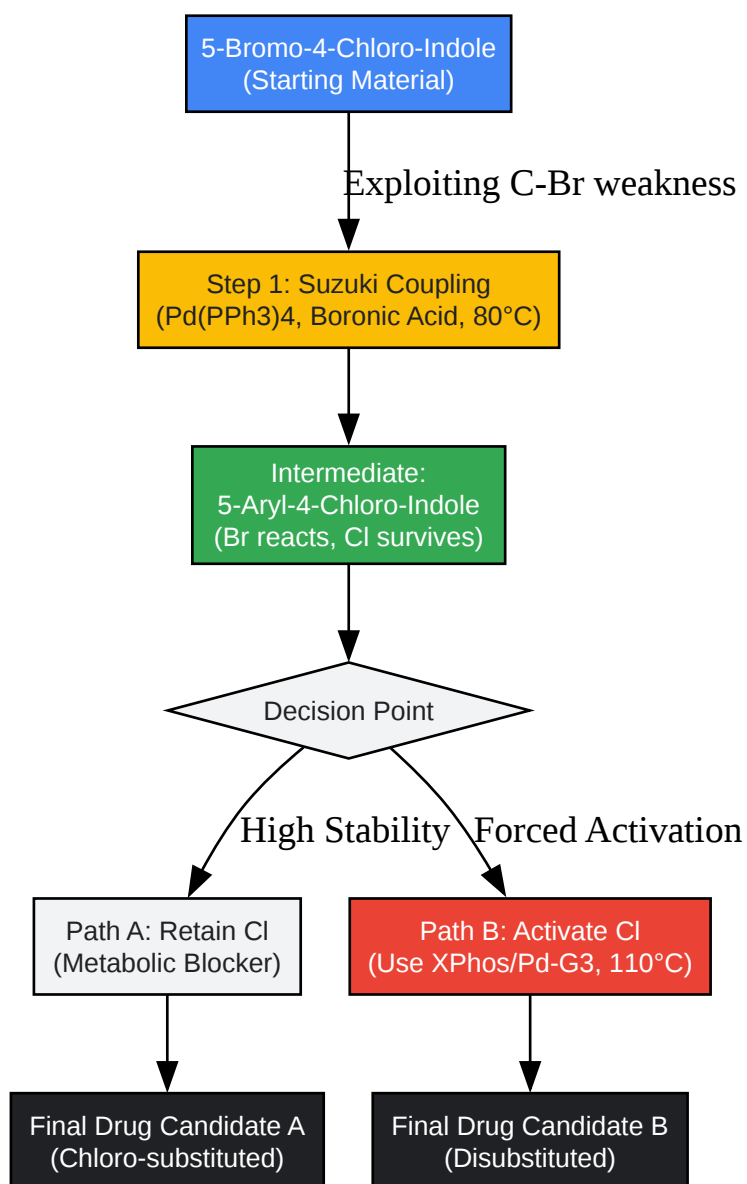 5-Bromo-4-Chloro-Indole
(Starting Material)
Exploiting C-Br weakness
Step 1: Suzuki Coupling
(Pd(PPh3)4, Boronic Acid, 80°C)
Intermediate:
5-Aryl-4-Chloro-Indole
(Br reacts, Cl survives)
Decision Point
High Stability
Forced Activation
Path A: Retain Cl
(Metabolic Blocker)
Path B: Activate Cl
(Use XPhos/Pd-G3, 110°C)
Final Drug Candidate A
(Chloro-substituted)
Final Drug Candidate B
(Disubstituted)